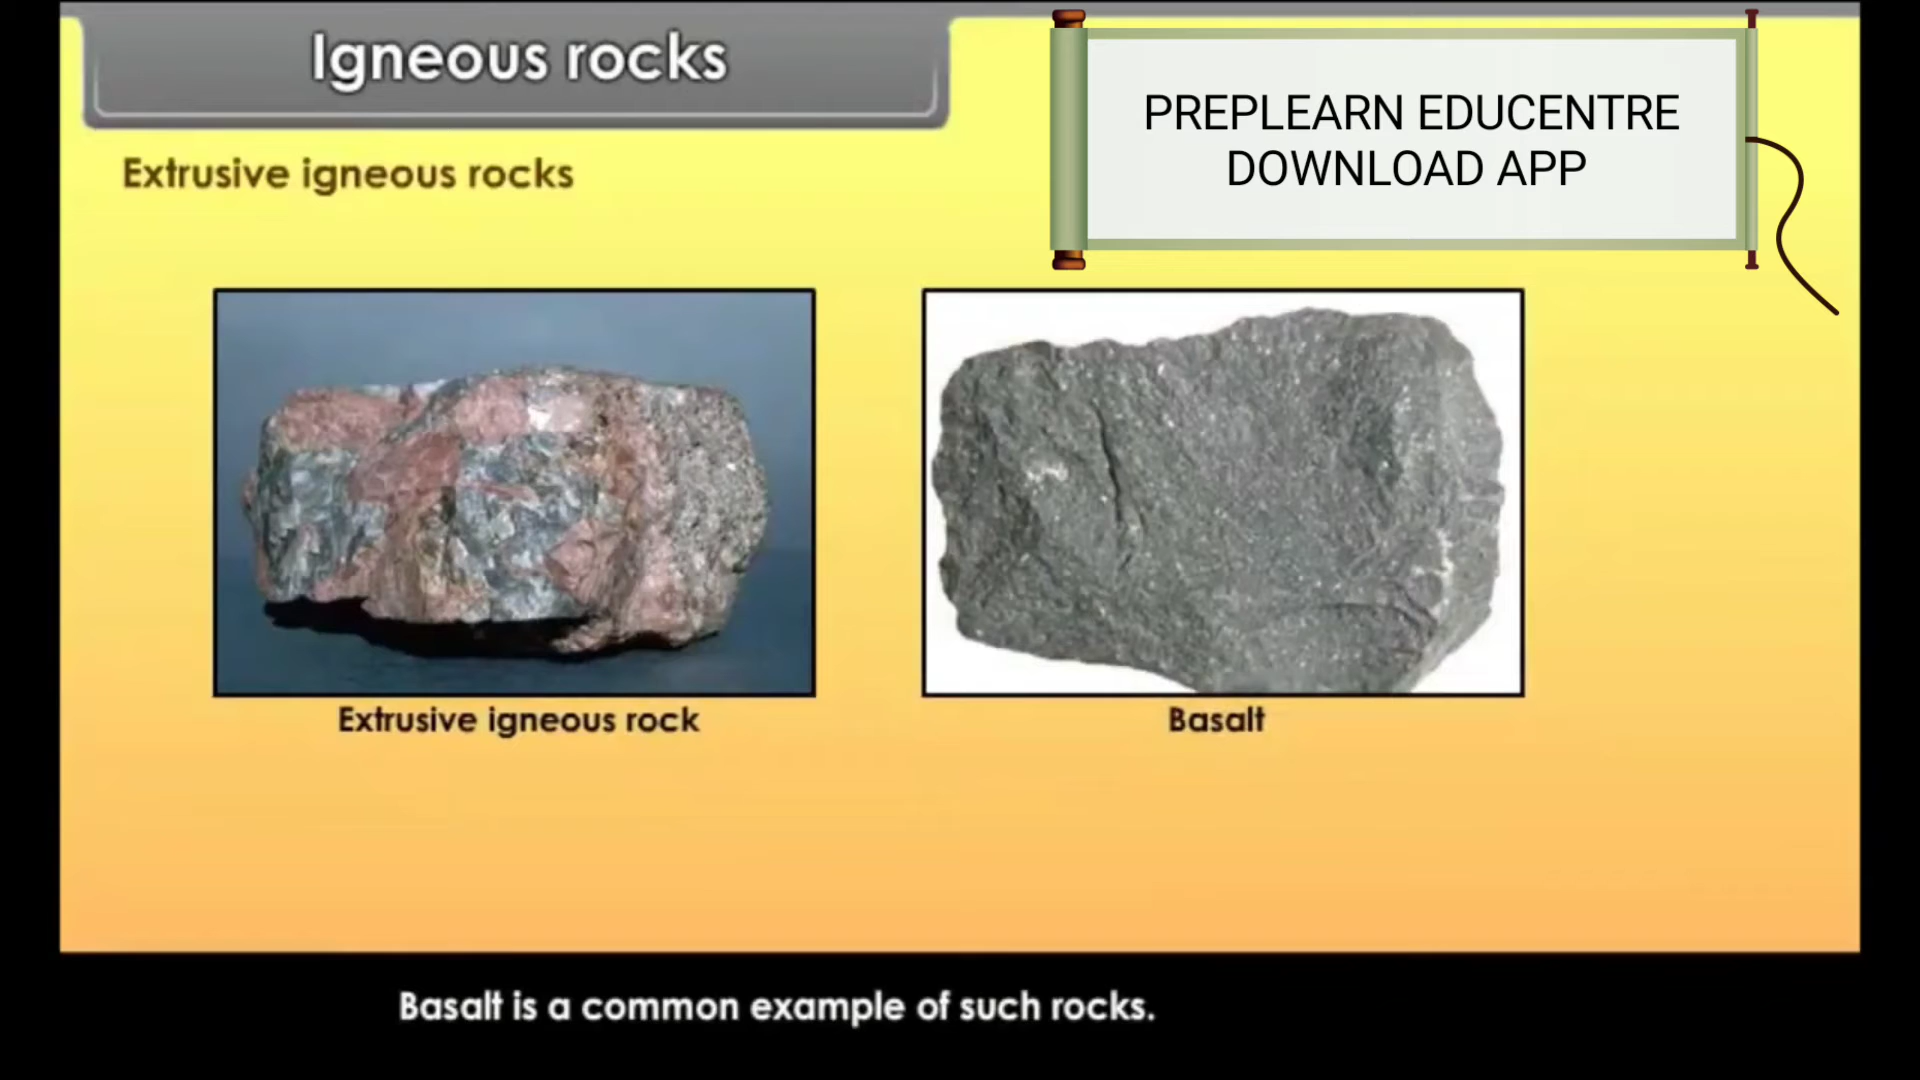 Igneous rocks
PREPLEARN EDUCENTRE
DOWNLOAD APP
Extrusive igneous rocks
Extrusive igneous rock
Basalt
Basalt is a common example of such rocks.